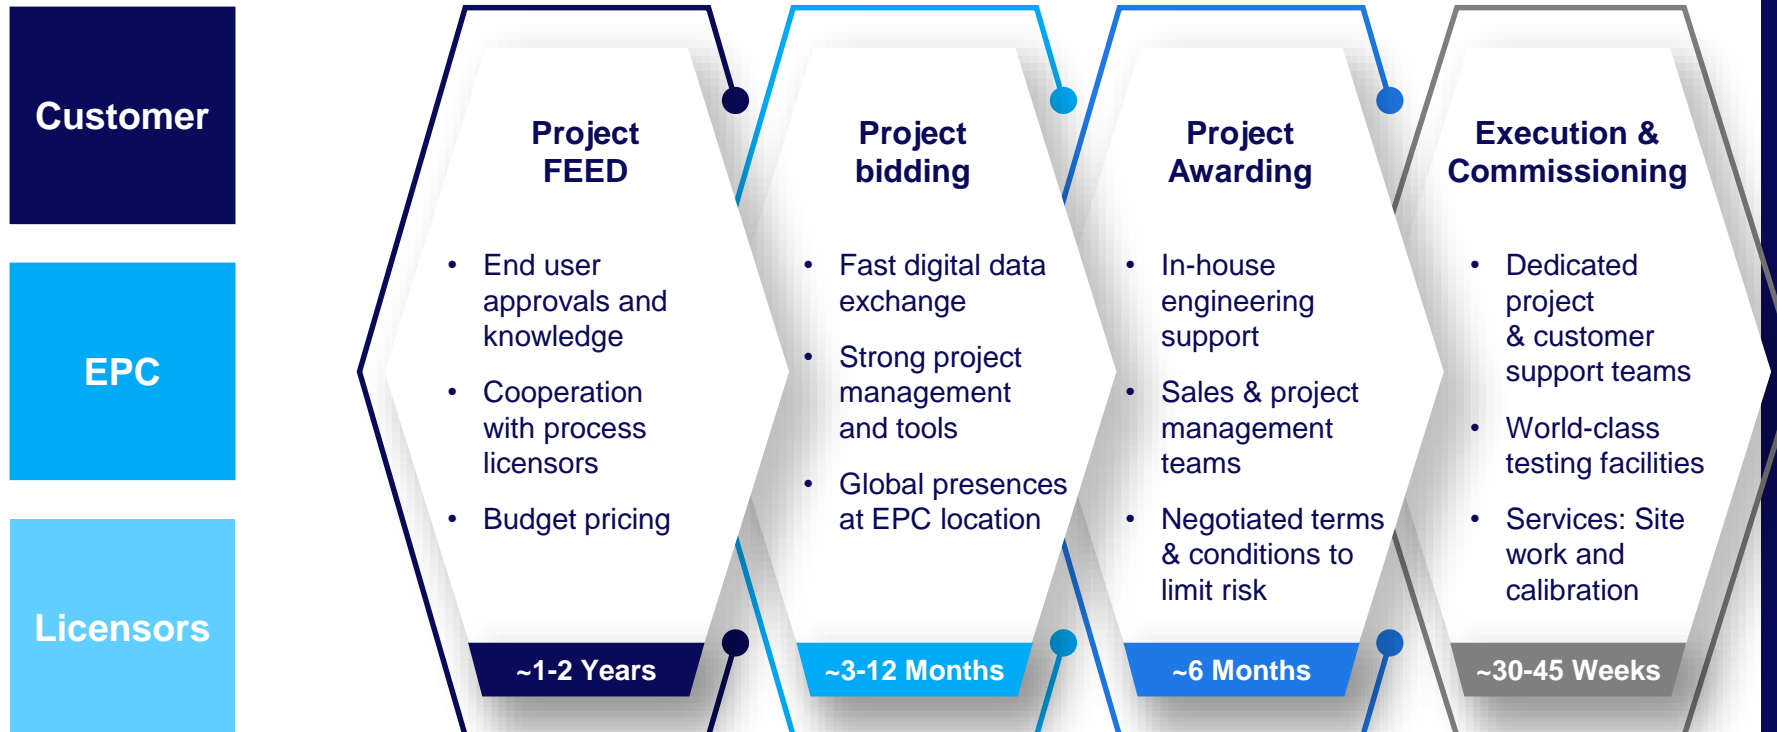 Customer
EPC
Licensors
Project
FEED
• End user
approvals and
knowledge
• Cooperation
with process
licensors
• Budget pricing
~1-2 Years
Project
bidding
• Fast digital data
exchange
• Strong project
management
and tools
• Global presences
at EPC location
~3-12 Months
Project
Awarding
• In-house
engineering
support
• Sales & project
management
teams
• Negotiated terms
& conditions to
limit risk
~6 Months
Execution &
Commissioning
• Dedicated
project
& customer
support teams
• World-class
testing facilities
• Services: Site
work and
calibration
~30-45 Weeks